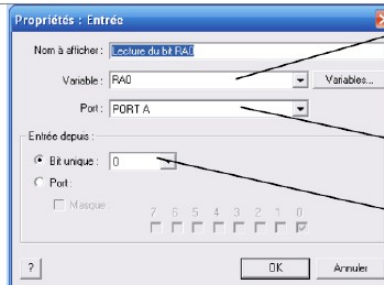 Propriétés : Entrée
Nom à afficher : Lecture du bit RA0
Variable : RA0 Variables...
Port : PORT A
Entrée depuis :
Bit unique : 0
Port :
Masque
7 6 5 4 3 2 1 0
? OK Annuler